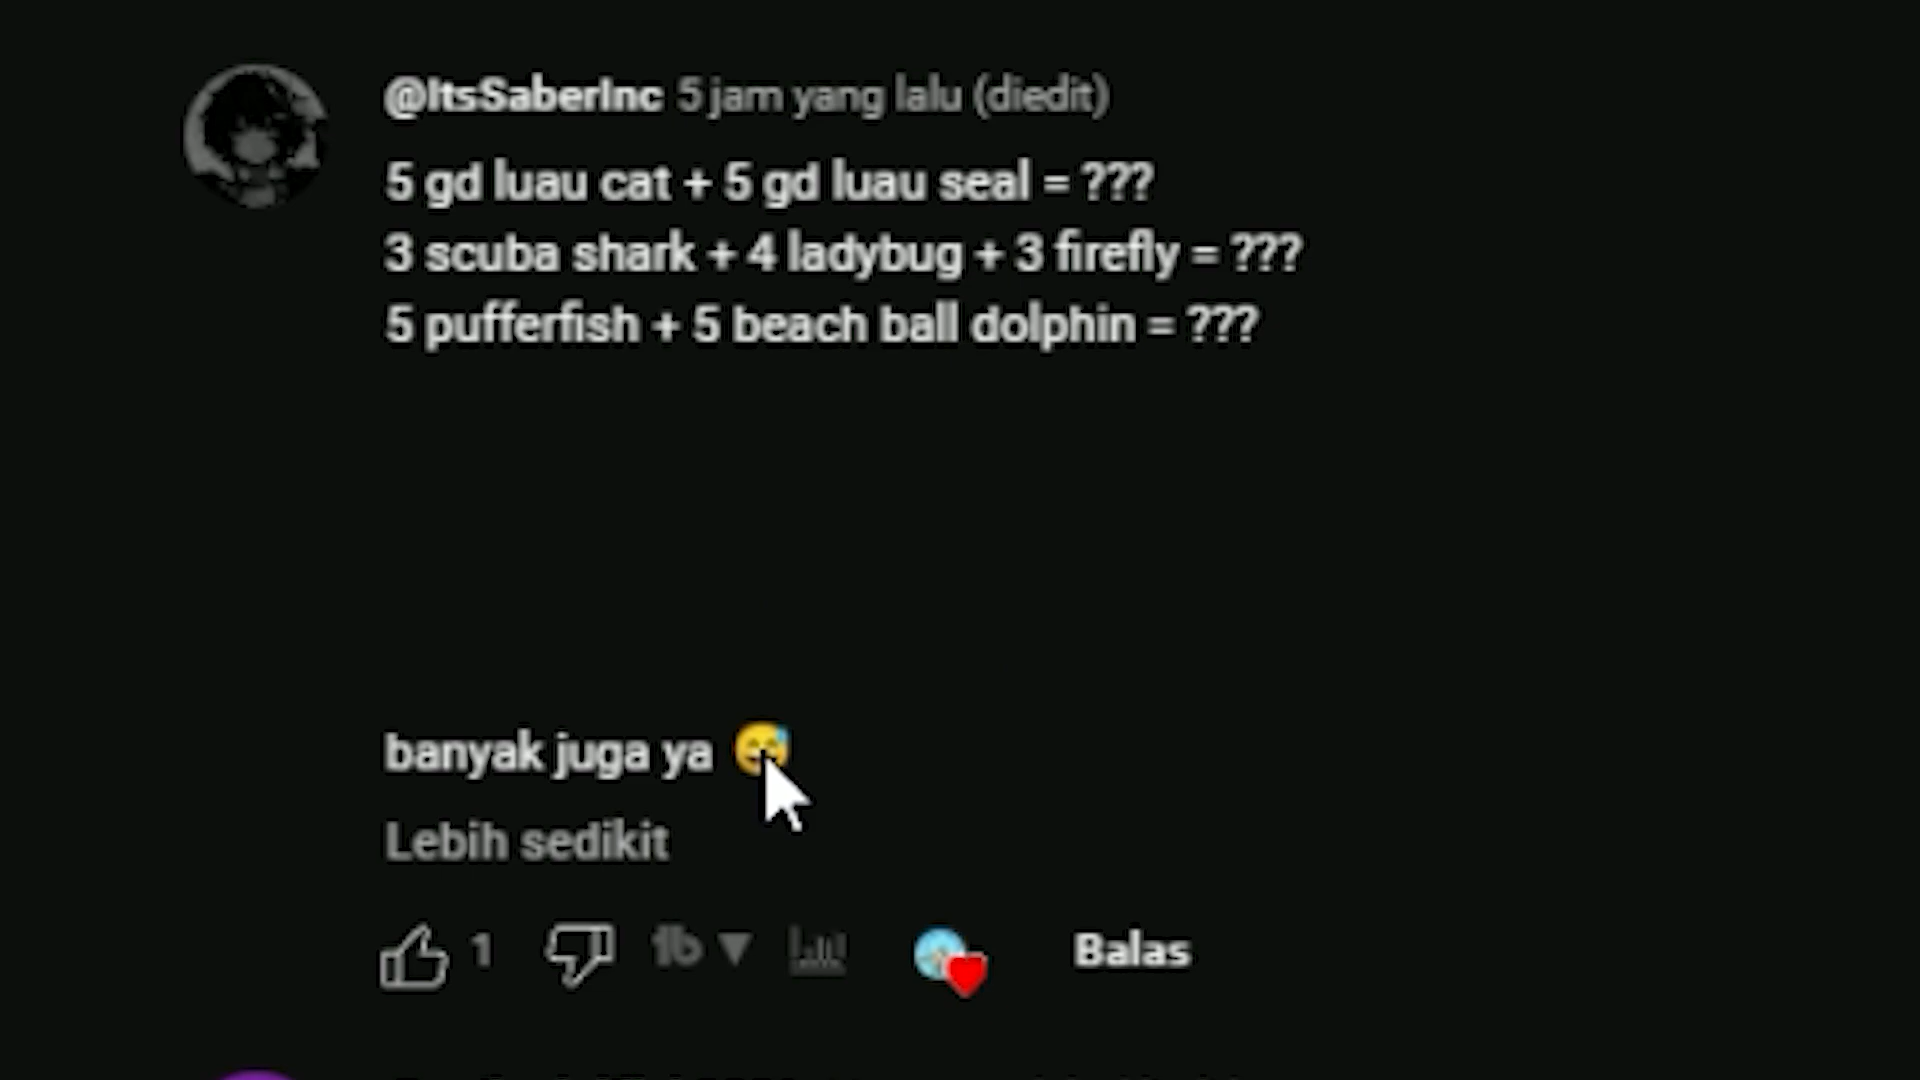 @ItsSaberInc 5 jam yang lalu (diedit)
5 gd luau cat + 5 gd luau seal = ???
3 scuba shark + 4 ladybug + 3 firefly = ???
5 pufferfish + 5 beach ball dolphin = ???
banyak juga ya 😅
Lebih sedikit
1
Balas